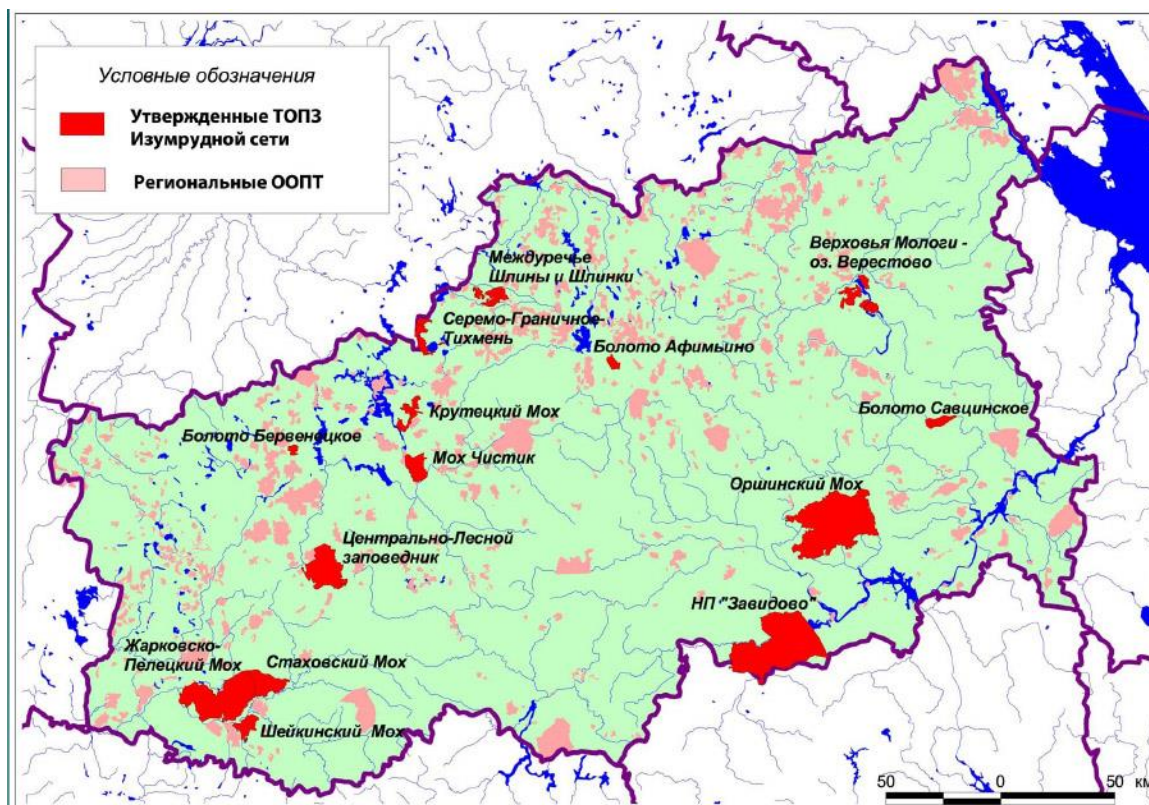 Условные обозначения
Утвержденные ТОПЗ
Изумрудной сети
Региональные ООПТ
Верховья Мологи -
оз. Верестово
Междуречье
Шлины и Шлинки
Серемо-Граничное-
Тихмень
Болото Афимьино
Крутецкий Мох
Болото Савцинское
Болото Бервенецкое
Мох Чистик
Оршинский Мох
Центрально-Лесной
заповедник
НП "Завидово"
Жарковско-
Пелецкий Мох
Стаховский Мох
Шейкинский Мох
50 0 50 км